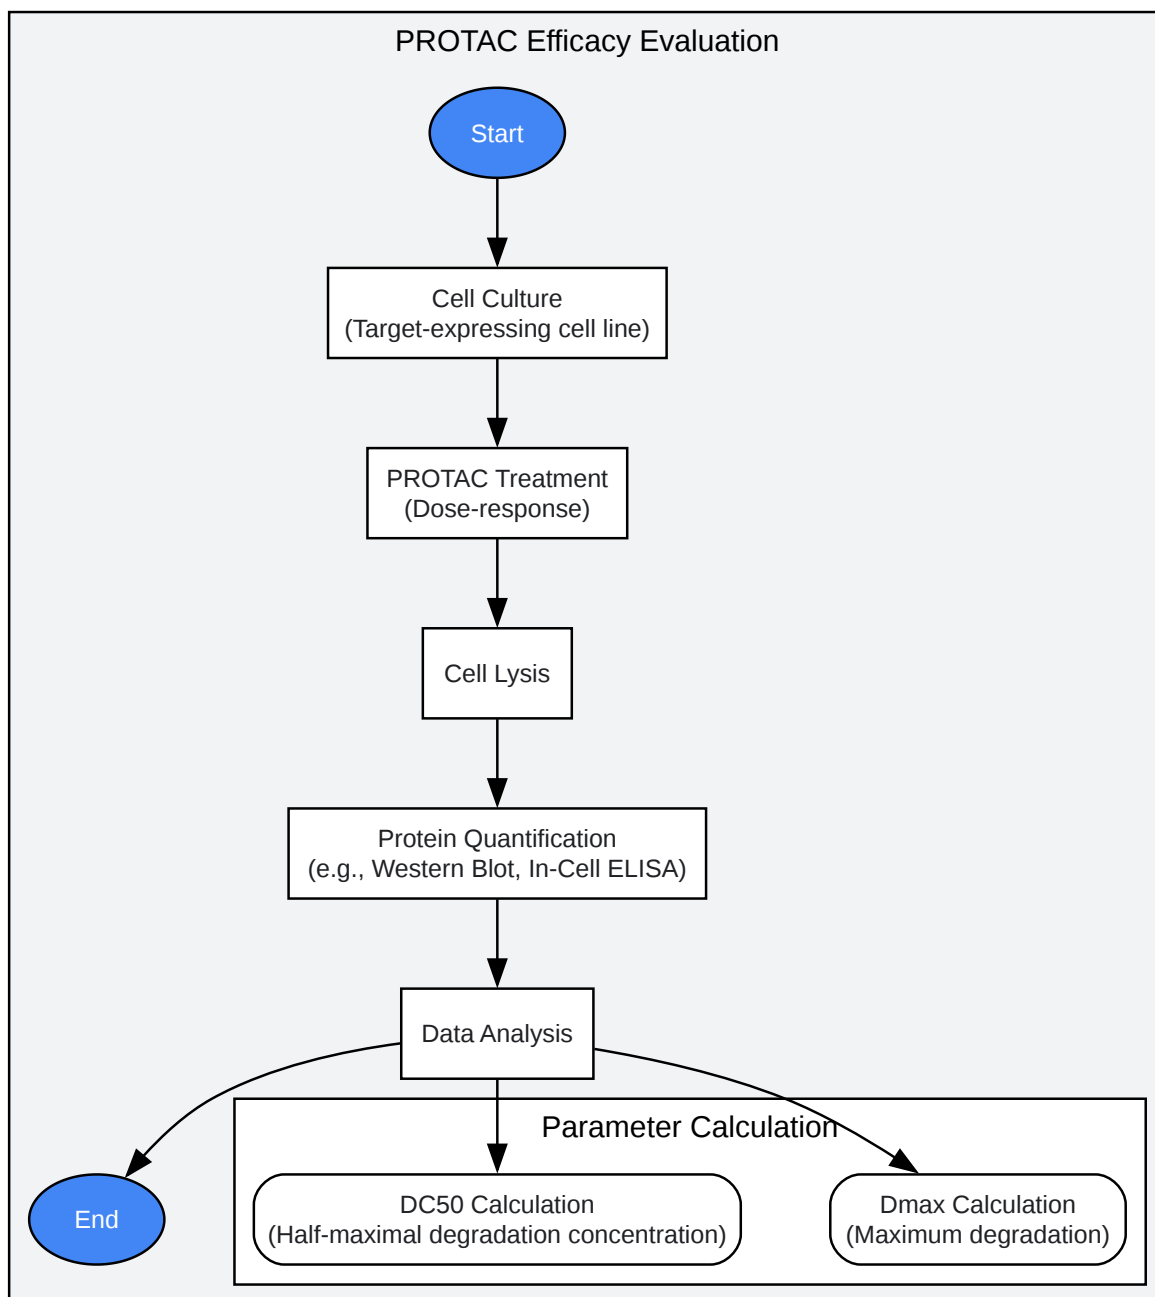 PROTAC Efficacy Evaluation
Start
Cell Culture
(Target-expressing cell line)
PROTAC Treatment
(Dose-response)
Cell Lysis
Protein Quantification
(e.g., Western Blot, In-Cell ELISA)
Data Analysis
Parameter Calculation
End
DC50 Calculation
(Half-maximal degradation concentration)
Dmax Calculation
(Maximum degradation)